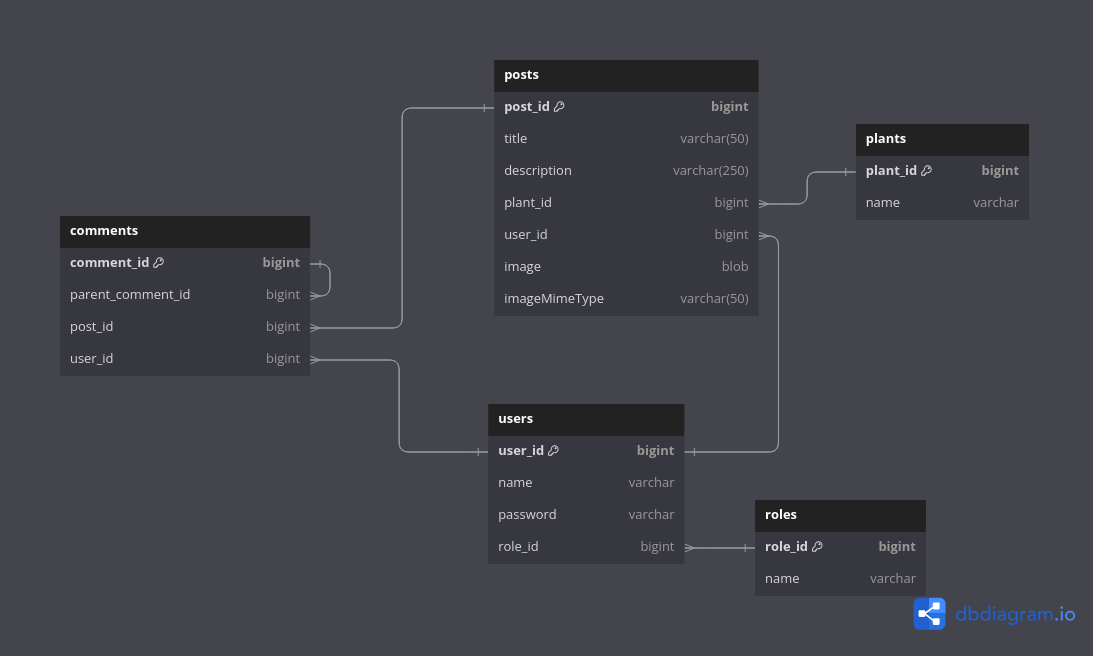 posts
post_id bigint
title varchar(50)
description varchar(250)
plant_id bigint
user_id bigint
image blob
imageMimeType varchar(50)
plants
plant_id bigint
name varchar
comments
comment_id bigint
parent_comment_id bigint
post_id bigint
user_id bigint
users
user_id bigint
name varchar
password varchar
role_id bigint
roles
role_id bigint
name varchar
dbdiagram.io